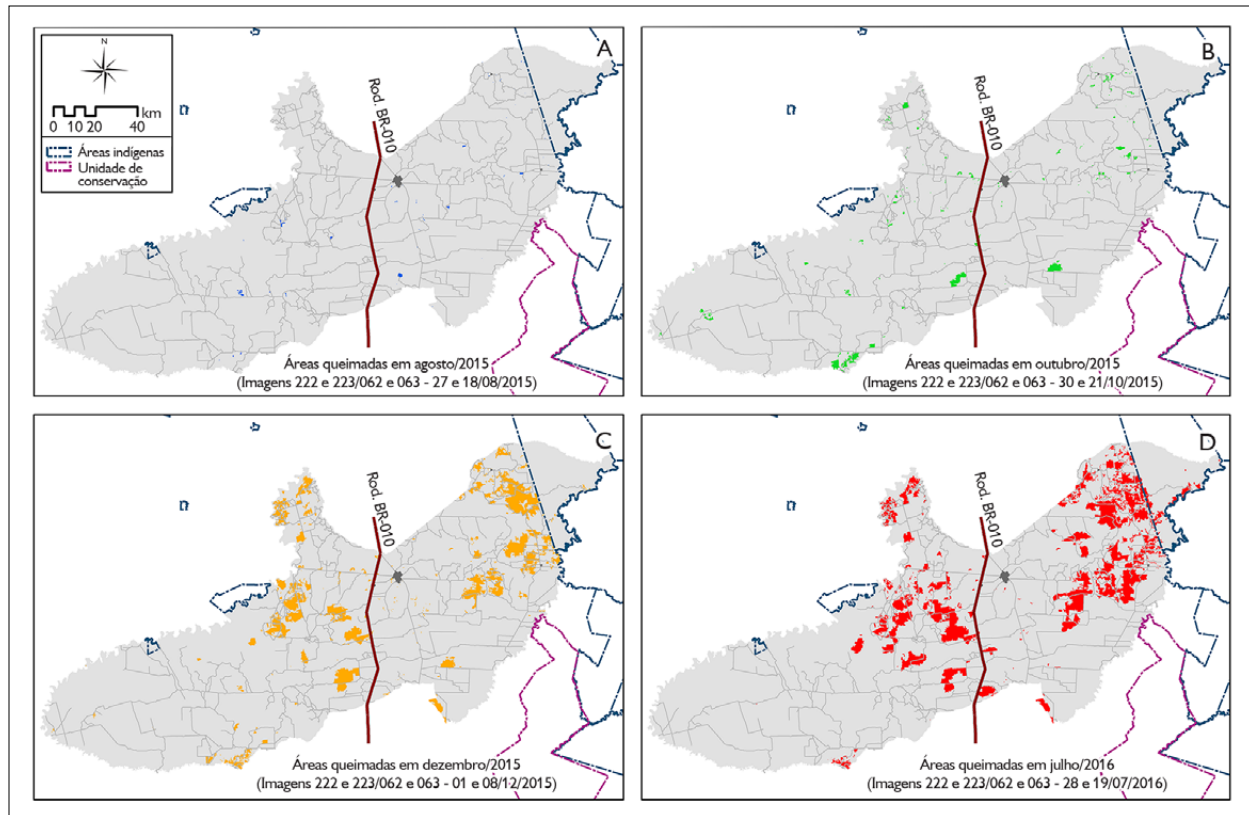 A
N
km
0 10 20 40
Áreas indígenas
Unidade de
conservação
Rod. BR-010
Áreas queimadas em agosto/2015
(Imagens 222 e 223/062 e 063 - 27 e 18/08/2015)
B
Rod. BR-010
Áreas queimadas em outubro/2015
(Imagens 222 e 223/062 e 063 - 30 e 21/10/2015)
C
Rod. BR-010
Áreas queimadas em dezembro/2015
(Imagens 222 e 223/062 e 063 - 01 e 08/12/2015)
D
Rod. BR-010
Áreas queimadas em julho/2016
(Imagens 222 e 223/062 e 063 - 28 e 19/07/2016)